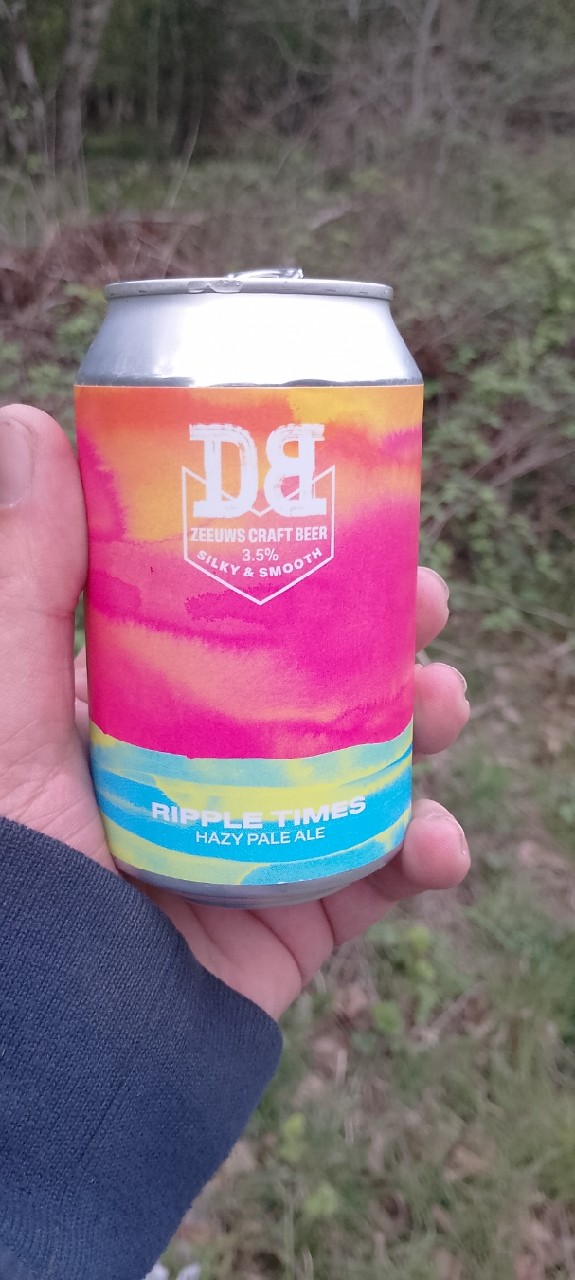 DB
ZEEUWS CRAFT BEER
3.5%
SILKY & SMOOTH
RIPPLE TIMES
HAZY PALE ALE